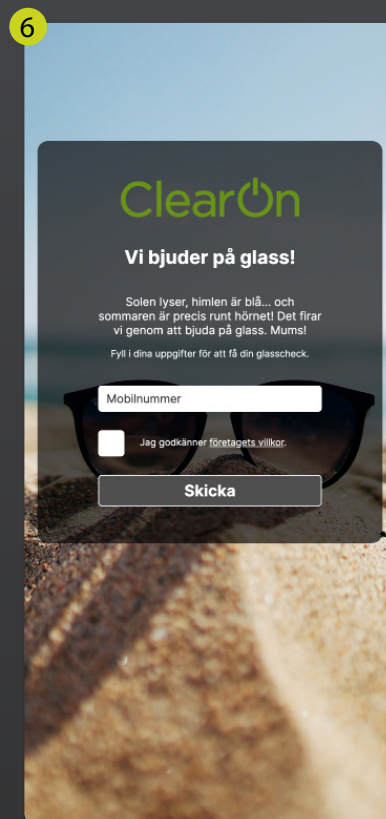 6
ClearOn
Vi bjuder på glass!
Solen lyser, himlen är blå... och
sommaren är precis runt hörnet! Det firar
vi genom att bjuda på glass. Mums!
Fyll i dina uppgifter för att få din glasscheck.
Mobilnummer
Jag godkänner företagets villkor.
Skicka